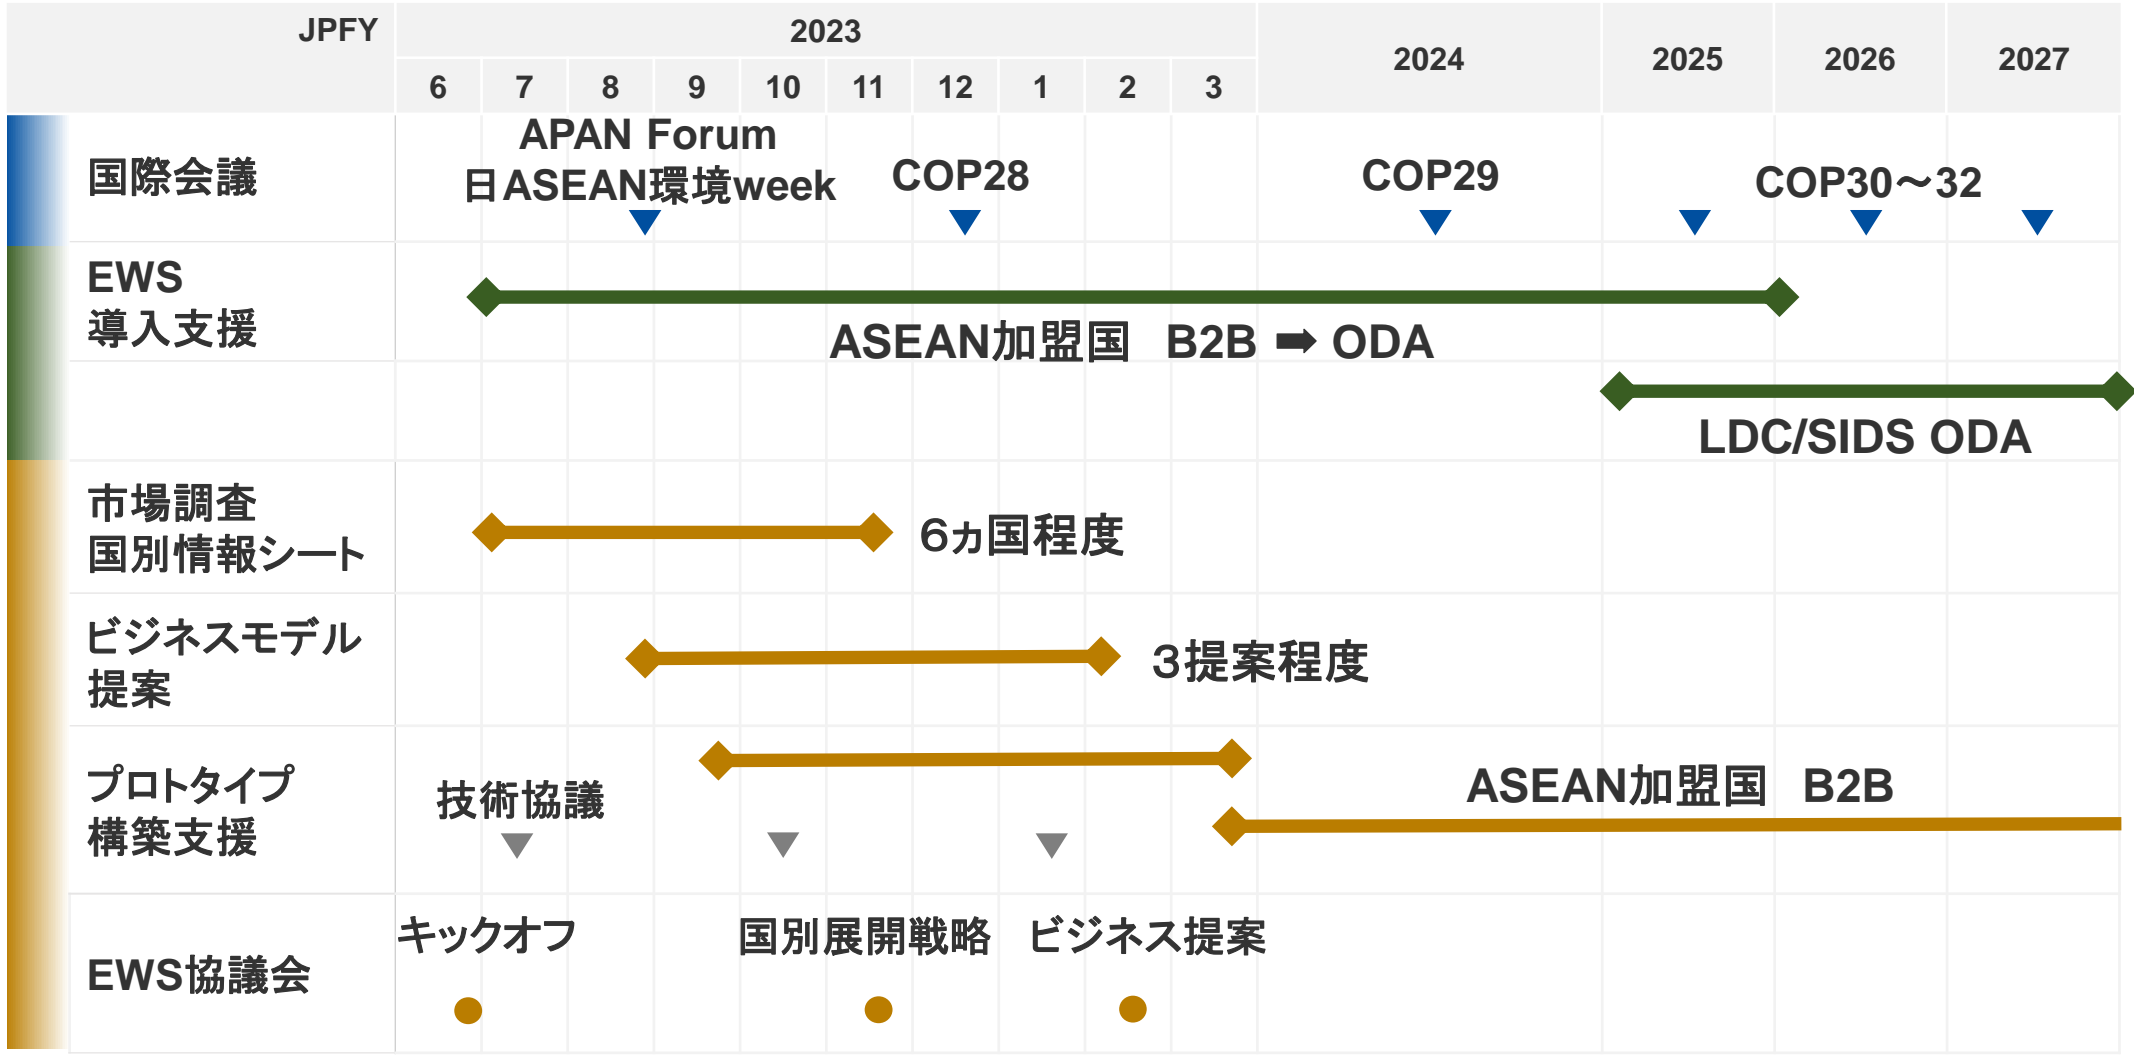 JPFY
2023
2024
2025
2026
2027
6
7
8
9
10
11
12
1
2
3
国際会議
APAN Forum
日ASEAN環境week
COP28
COP29
COP30～32
EWS
導入支援
ASEAN加盟国　B2B ➡ ODA
LDC/SIDS ODA
市場調査
国別情報シート
６ヵ国程度
ビジネスモデル
提案
３提案程度
プロトタイプ
構築支援
技術協議
ASEAN加盟国　B2B
EWS協議会
キックオフ
国別展開戦略
ビジネス提案